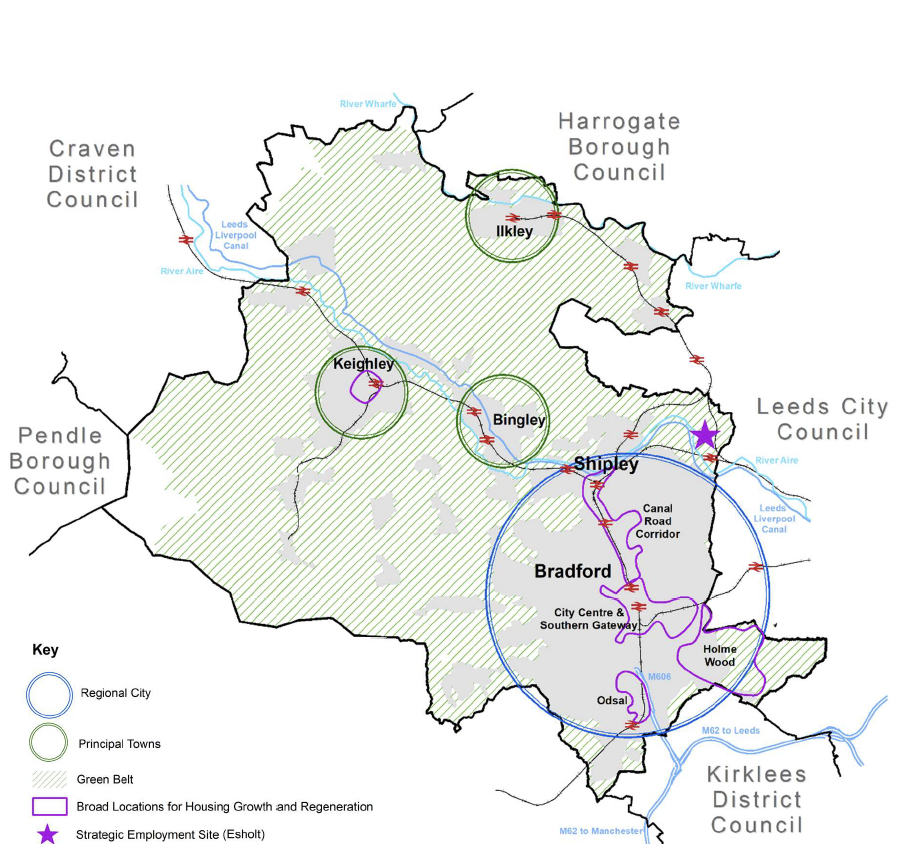 River Wharfe
Harrogate
Borough
Council
Craven
District
Council
Leeds
Liverpool
Canal
River Aire
Ilkley
River Wharfe
Keighley
Bingley
Leeds City
Council
Pendle
Borough
Council
Shipley
River Aire
Leeds
Liverpool
Canal
Canal
Road
Corridor
Bradford
City Centre &
Southern Gateway
Holme
Wood
M606
Odsal
M62 to Leeds
Kirklees
District
Council
M62 to Manchester
Key
Regional City
Principal Towns
Green Belt
Broad Locations for Housing Growth and Regeneration
Strategic Employment Site (Esholt)